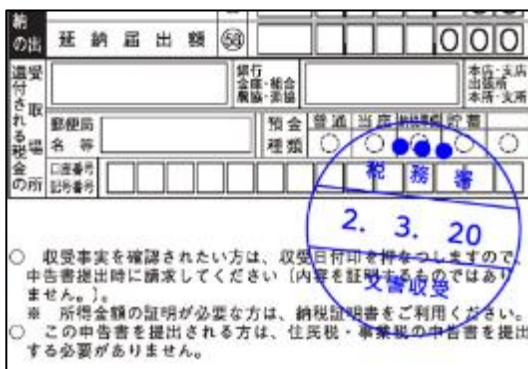 納
の出 延納届出額 58 000
還付される税金の
受取場所
銀行
金庫・組合
農協・漁協
本店・支店
出張所
本所・支所
郵便局
名等
預金
種類
普通 当座 納税準備 貯蓄
口座番号
記号番号
税務署
2. 3. 20
文書収受
○ 収受事実を確認されたい方は、収受日付印を押なつしますので、
申告書提出時に請求してください〔内容を証明するものではあり
ません。〕。
※ 所得金額の証明が必要な方は、納税証明書をご利用ください。
○ この申告書を提出される方は、住民税・事業税の申告書を提出
する必要がありません。